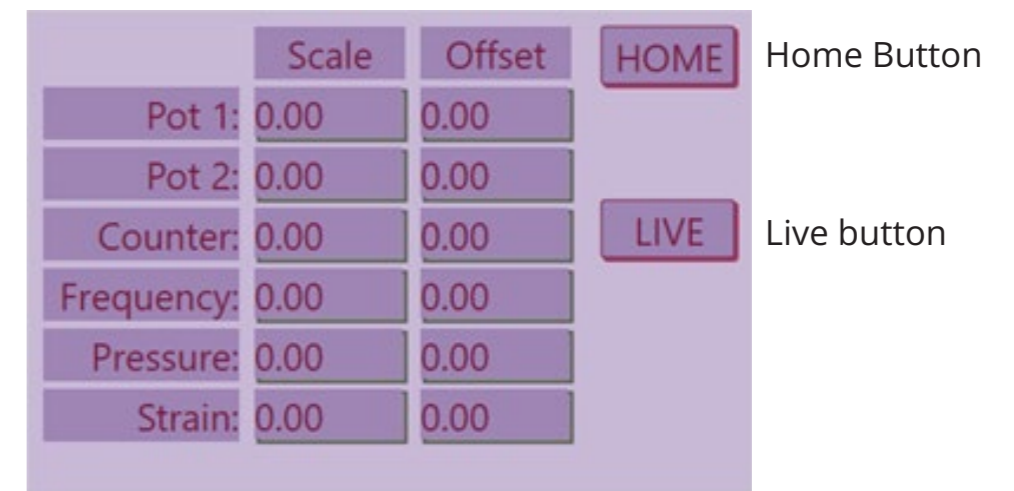 Scale Offset HOME Home Button
Pot 1: 0.00 0.00
Pot 2: 0.00 0.00
Counter: 0.00 0.00 LIVE Live button
Frequency: 0.00 0.00
Pressure: 0.00 0.00
Strain: 0.00 0.00